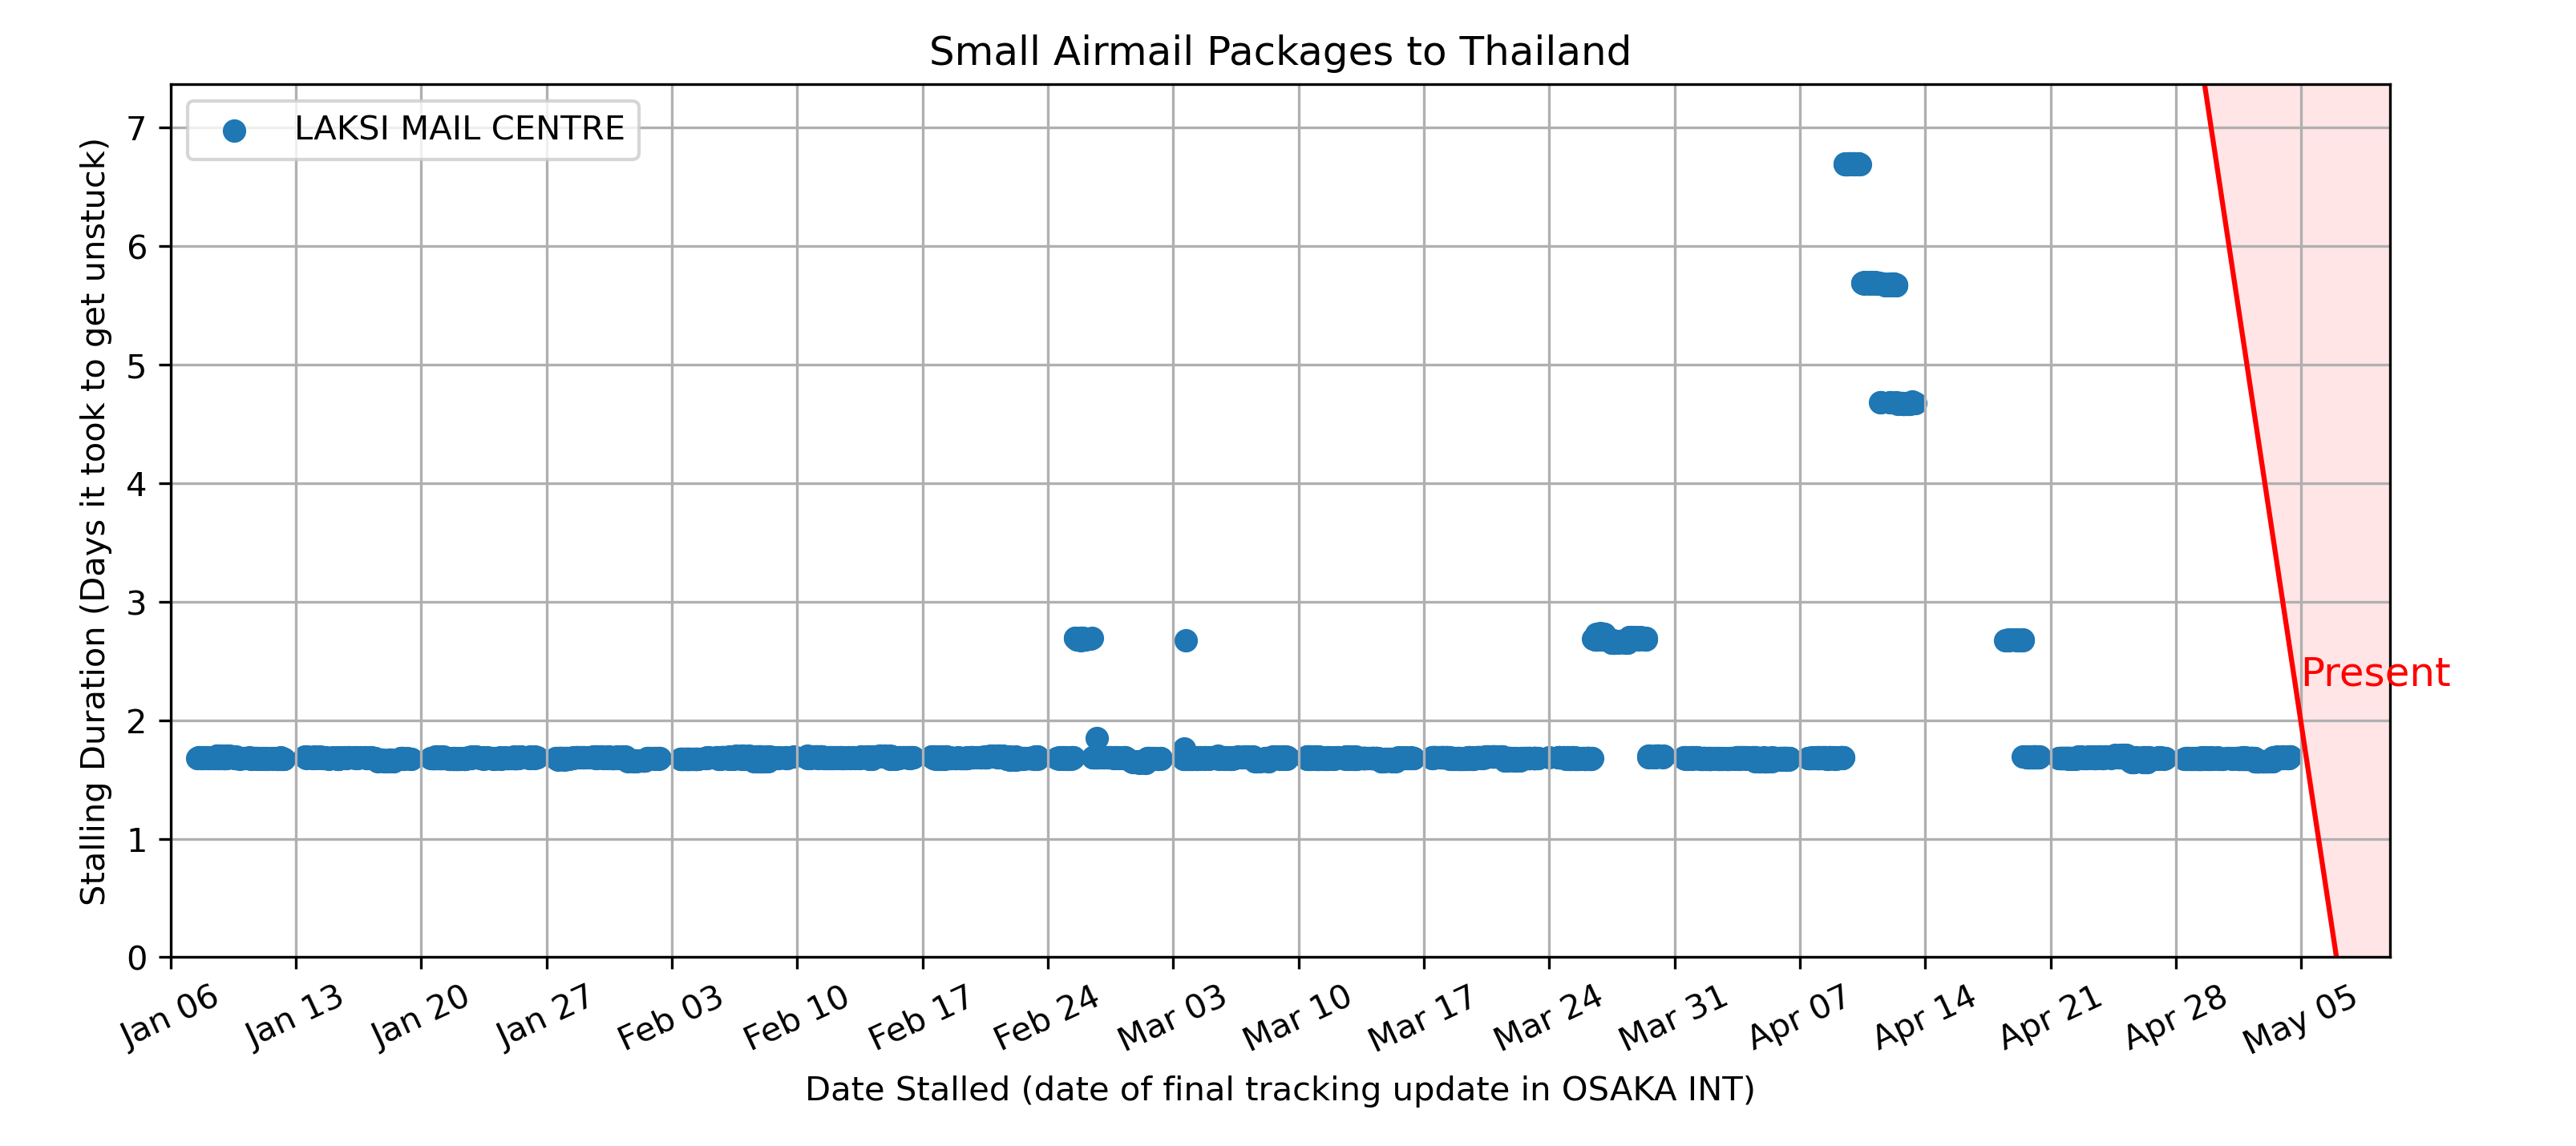 Small Airmail Packages to Thailand
LAKSI MAIL CENTRE
Stalling Duration (Days it took to get unstuck)
7
6
5
4
3
2
1
0
Present
Jan 06
Jan 13
Jan 20
Jan 27
Feb 03
Feb 10
Feb 17
Feb 24
Mar 03
Mar 10
Mar 17
Mar 24
Mar 31
Apr 07
Apr 14
Apr 21
Apr 28
May 05
Date Stalled (date of final tracking update in OSAKA INT)